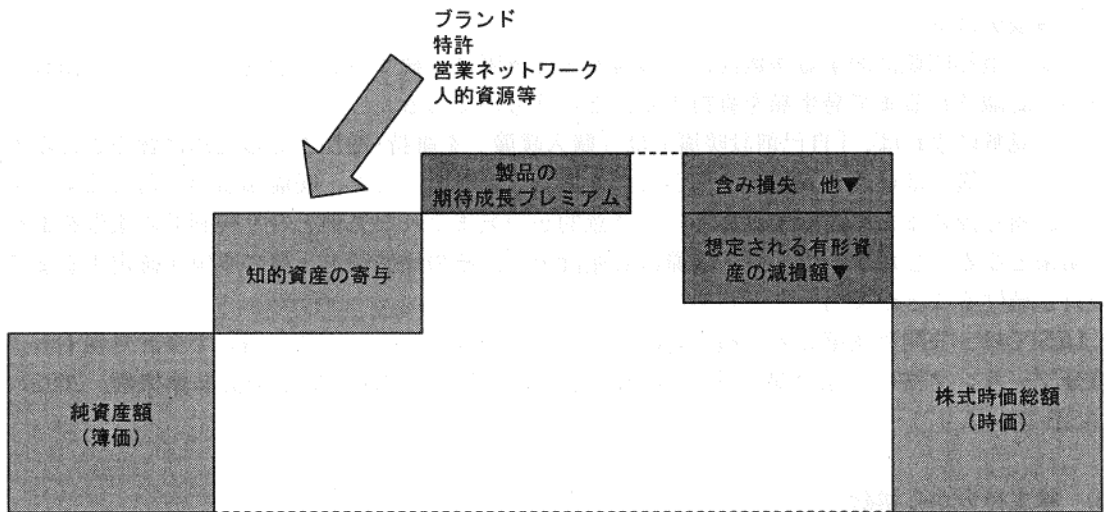 ブランド
特許
営業ネットワーク
人的資源等
製品の
期待成長プレミアム
含み損失 他▼
知的資産の寄与
想定される有形資
産の減損額▼
純資産額
（簿価）
株式時価総額
（時価）